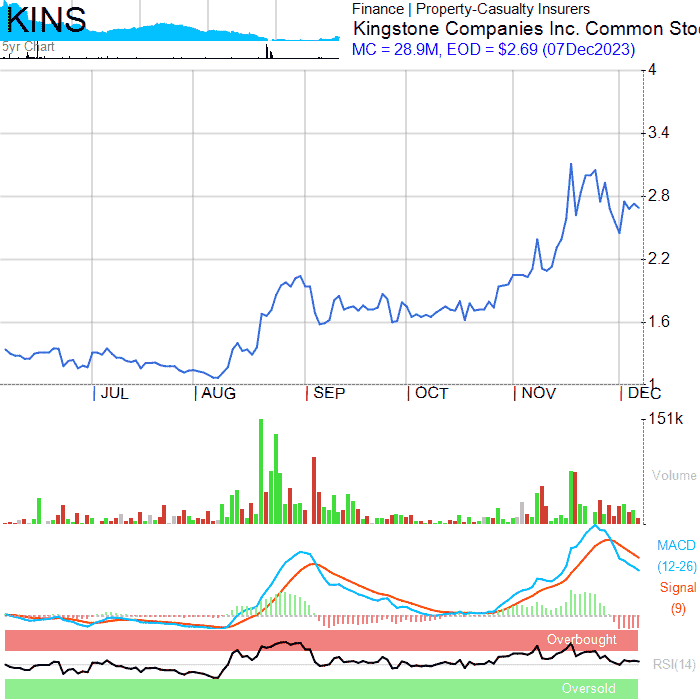 KINS
Finance | Property-Casualty Insurers
Kingstone Companies Inc. Common Sto
5yr Chart
MC = 28.9M, EOD = $2.69 (07Dec2023)
4
3.4
2.8
2.2
1.6
1
JUL AUG SEP OCT NOV DEC
151k
Volume
MACD
(12-26)
Signal
(9)
Overbought
RSI(14)
Oversold